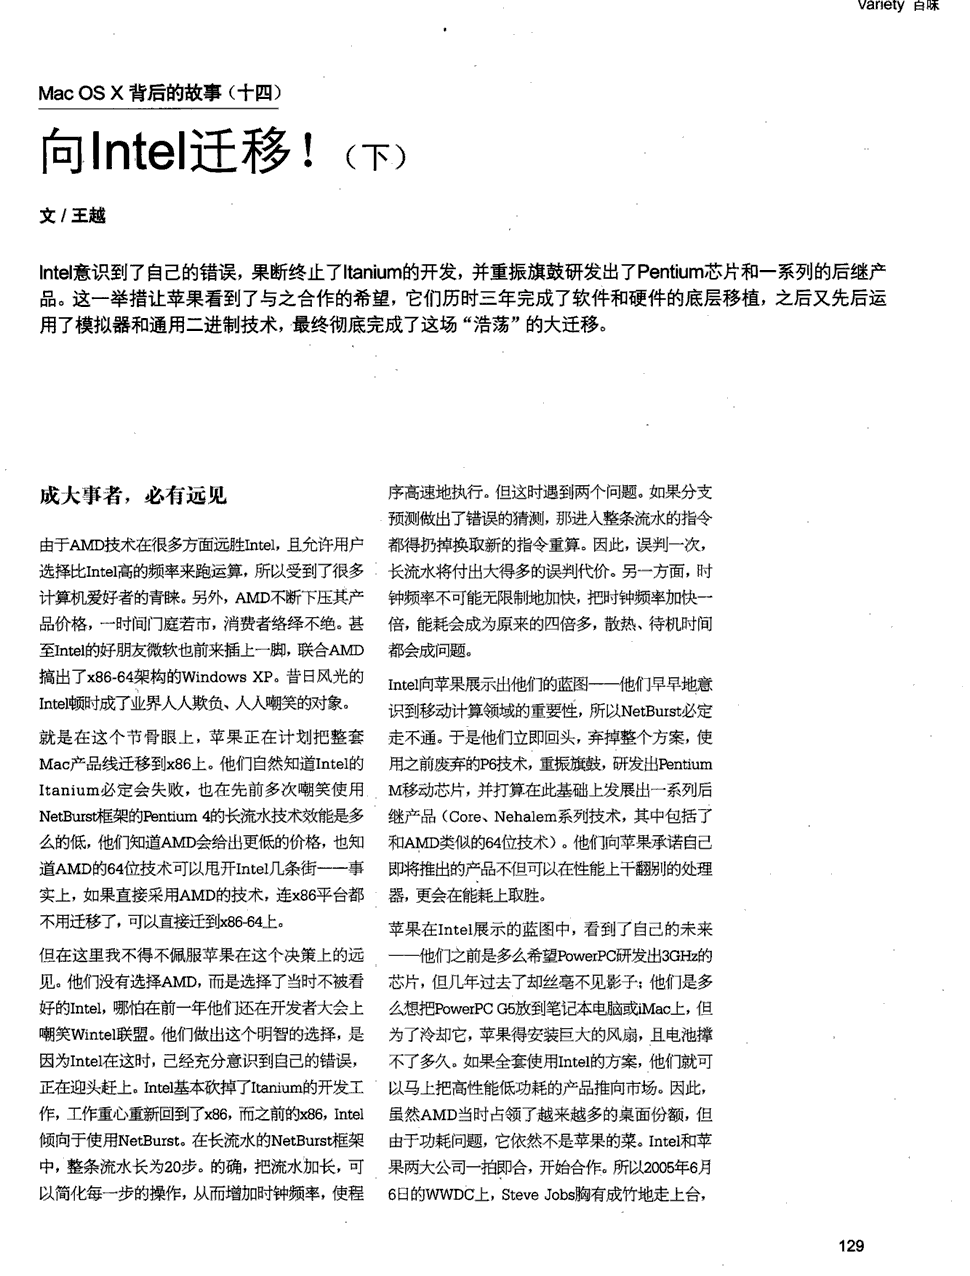 Variety 百味
Mac OS X 背后的故事（十四）
向Intel迁移！（下）
文 / 王越
Intel意识到了自己的错误，果断终止了Itanium的开发，并重振旗鼓研发出了Pentium芯片和一系列的后继产
品。这一举措让苹果看到了与之合作的希望，它们历时三年完成了软件和硬件的底层移植，之后又先后运
用了模拟器和通用二进制技术，最终彻底完成了这场“浩荡”的大迁移。
成大事者，必有远见
由于AMD技术在很多方面远胜Intel，且允许用户
选择比Intel高的频率来跑运算，所以受到了很多
计算机爱好者的青睐。另外，AMD不断下压其产
品价格，一时间门庭若市，消费者络绎不绝。甚
至Intel的好朋友微软也前来插上一脚，联合AMD
搞出了x86-64架构的Windows XP。昔日风光的
Intel顿时成了业界人人欺负、人人嘲笑的对象。
就是在这个节骨眼上，苹果正在计划把整套
Mac产品线迁移到x86上。他们自然知道Intel的
Itanium必定会失败，也在先前多次嘲笑使用
NetBurst框架的Pentium 4的长流水技术效能是多
么的低，他们知道AMD会给出更低的价格，也知
道AMD的64位技术可以甩开Intel几条街——事
实上，如果直接采用AMD的技术，连x86平台都
不用迁移了，可以直接迁到x86-64上。
但在这里我不得不佩服苹果在这个决策上的远
见。他们没有选择AMD，而是选择了当时不被看
好的Intel，哪怕在前一年他们还在开发者大会上
嘲笑Wintel联盟。他们做出这个明智的选择，是
因为Intel在这时，己经充分意识到自己的错误，
正在迎头赶上。Intel基本砍掉了Itanium的开发工
作，工作重心重新回到了x86，而之前的x86，Intel
倾向于使用NetBurst。在长流水的NetBurst框架
中，整条流水长为20步。的确，把流水加长，可
以简化每一步的操作，从而增加时钟频率，使程
序高速地执行。但这时遇到两个问题。如果分支
预测做出了错误的猜测，那进入整条流水的指令
都得扔掉换取新的指令重算。因此，误判一次，
长流水将付出大得多的误判代价。另一方面，时
钟频率不可能无限制地加快，把时钟频率加快一
倍，能耗会成为原来的四倍多，散热、待机时间
都会成问题。
Intel向苹果展示出他们的蓝图——他们早早地意
识到移动计算领域的重要性，所以NetBurst必定
走不通。于是他们立即回头，弃掉整个方案，使
用之前废弃的P6技术，重振旗鼓，研发出Pentium
M移动芯片，并打算在此基础上发展出一系列后
继产品（Core、Nehalem系列技术，其中包括了
和AMD类似的64位技术）。他们向苹果承诺自己
即将推出的产品不但可以在性能上干翻别的处理
器，更会在能耗上取胜。
苹果在Intel展示的蓝图中，看到了自己的未来
——他们之前是多么希望PowerPC研发出3GHz的
芯片，但几年过去了却丝毫不见影子；他们是多
么想把PowerPC G5放到笔记本电脑或iMac上，但
为了冷却它，苹果得安装巨大的风扇，且电池撑
不了多久。如果全套使用Intel的方案，他们就可
以马上把高性能低功耗的产品推向市场。因此，
虽然AMD当时占领了越来越多的桌面份额，但
由于功耗问题，它依然不是苹果的菜。Intel和苹
果两大公司一拍即合，开始合作。所以2005年6月
6日的WWDC上，Steve Jobs胸有成竹地走上台，
129